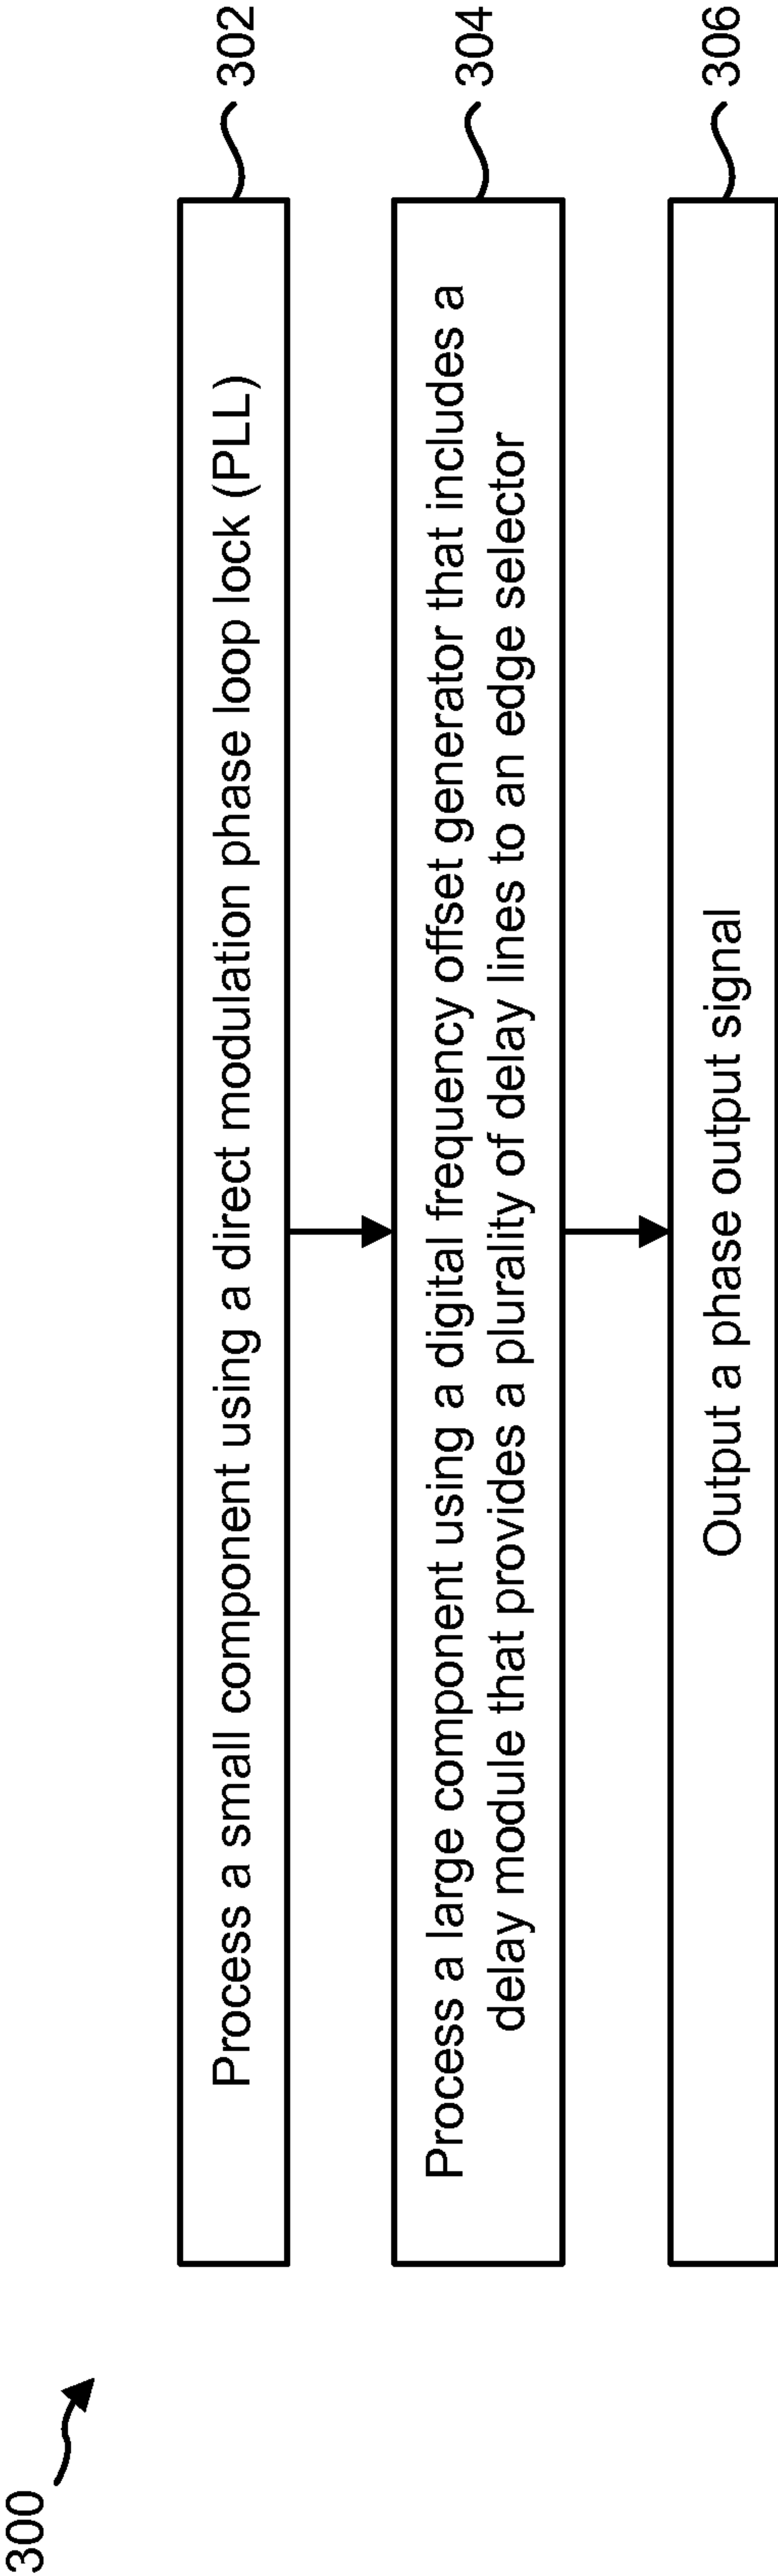 300
Process a small component using a direct modulation phase loop lock (PLL)
302
Process a large component using a digital frequency offset generator that includes a
delay module that provides a plurality of delay lines to an edge selector
304
Output a phase output signal
306